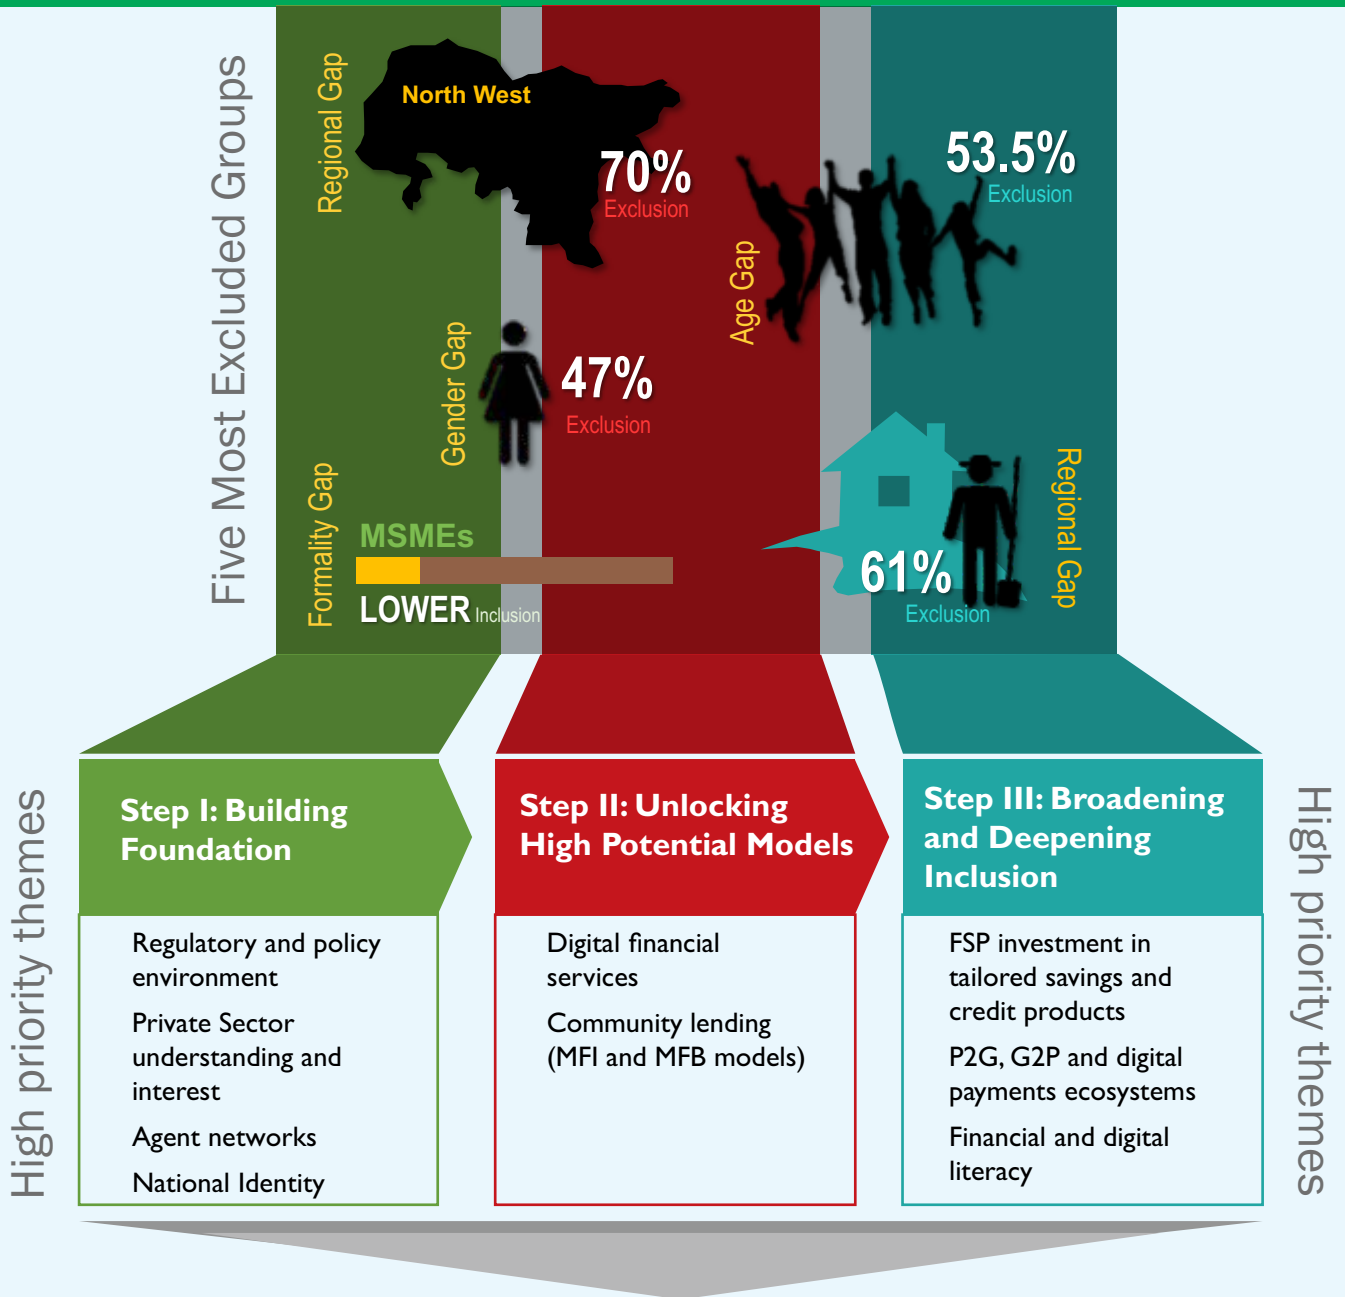 Five Most Excluded Groups
Regional Gap
North West
70%
Exclusion
Age Gap
53.5%
Exclusion
Gender Gap
47%
Exclusion
Formality Gap
MSMEs
LOWER Inclusion
61%
Exclusion
Regional Gap
High priority themes
Step I: Building
Foundation
Regulatory and policy
environment
Private Sector
understanding and
interest
Agent networks
National Identity
Step II: Unlocking
High Potential Models
Digital financial
services
Community lending
(MFI and MFB models)
Step III: Broadening
and Deepening
Inclusion
FSP investment in
tailored savings and
credit products
P2G, G2P and digital
payments ecosystems
Financial and digital
literacy
High priority themes